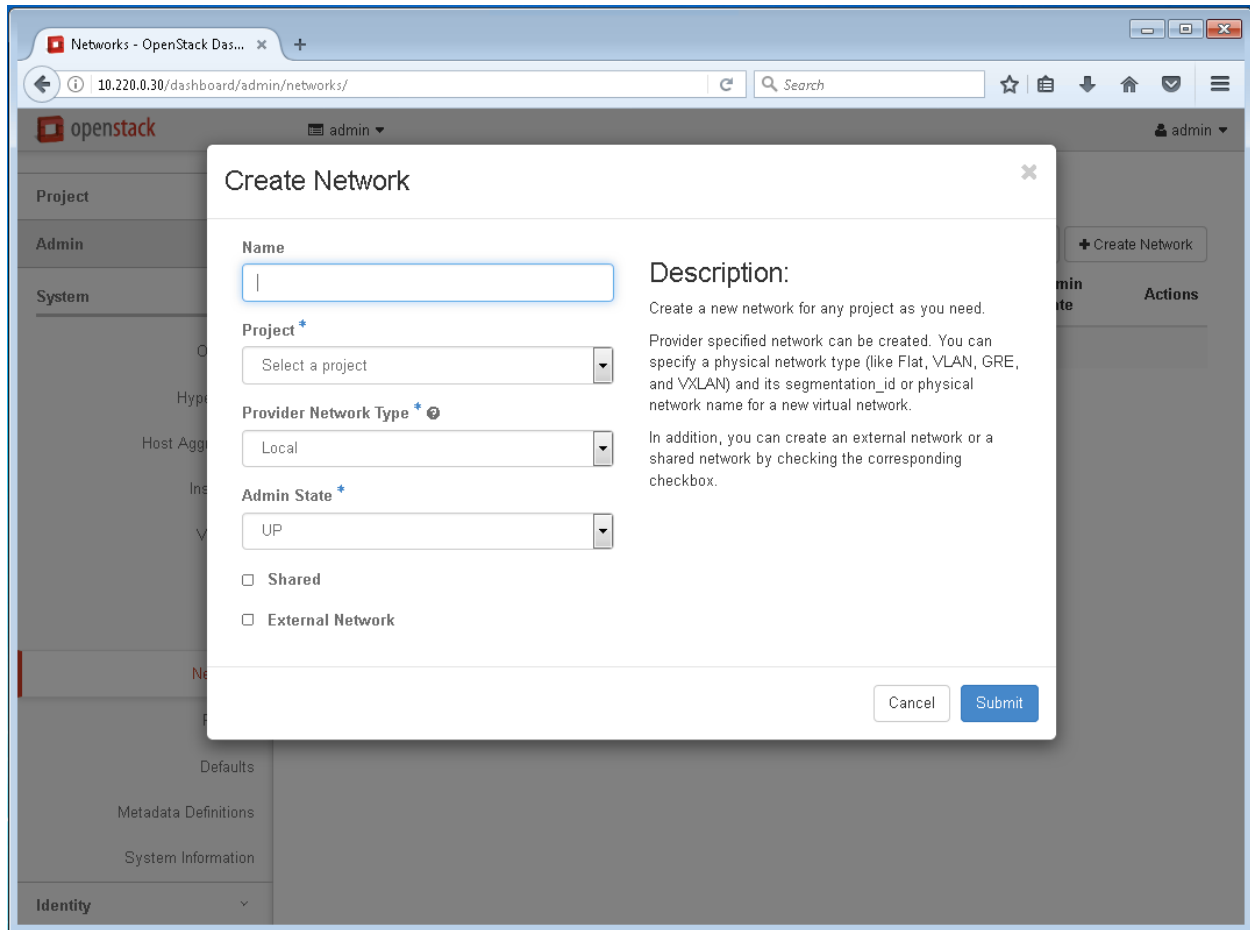 Networks - OpenStack Das...
10.220.0.30/dashboard/admin/networks/
Search
openstack
admin
admin
Project
Admin
System
Defaults
Metadata Definitions
System Information
Identity
Create Network
Actions
Create Network
Name
Project *
Select a project
Provider Network Type *
Local
Admin State *
UP
Shared
External Network
Description:
Create a new network for any project as you need.
Provider specified network can be created. You can
specify a physical network type (like Flat, VLAN, GRE,
and VXLAN) and its segmentation_id or physical
network name for a new virtual network.
In addition, you can create an external network or a
shared network by checking the corresponding
checkbox.
Cancel
Submit